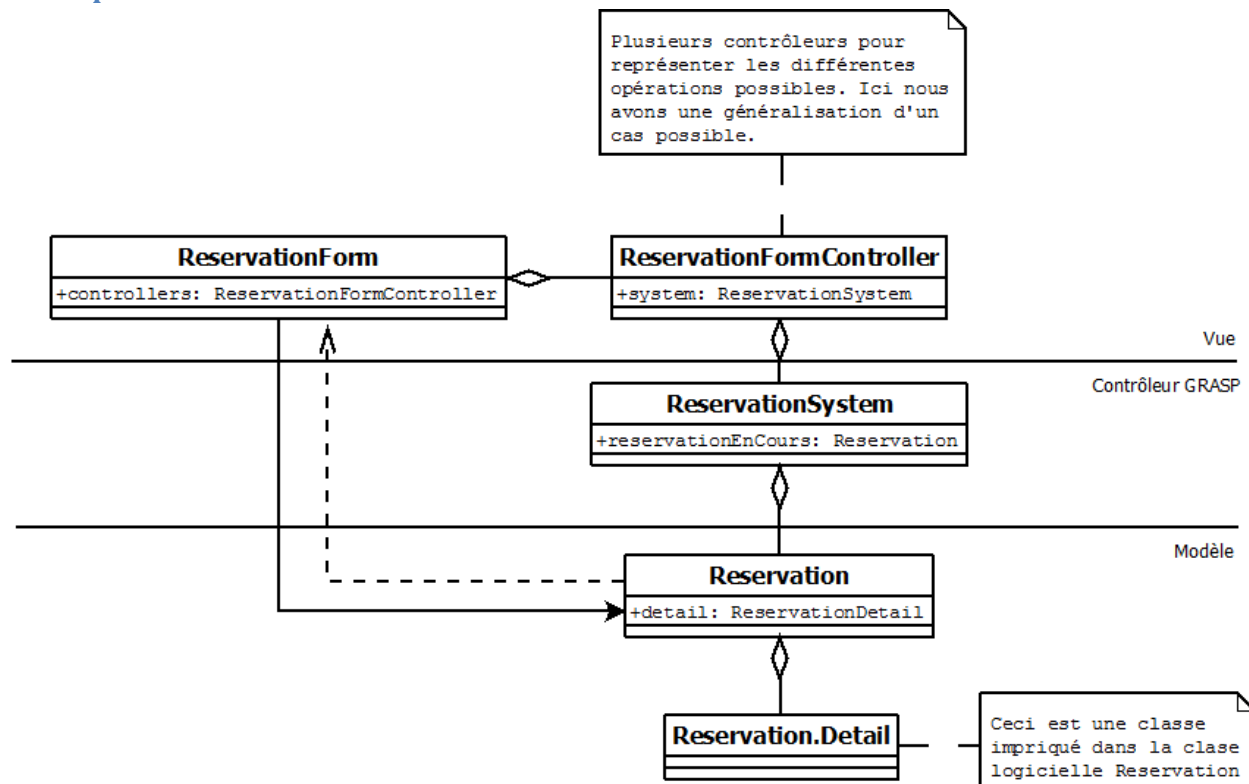 Plusieurs contrôleurs pour
représenter les différentes
opérations possibles. Ici nous
avons une généralisation d'un
cas possible.
ReservationForm
+controllers: ReservationFormController
ReservationFormController
+system: ReservationSystem
Vue
Contrôleur GRASP
ReservationSystem
+reservationEnCours: Reservation
Modèle
Reservation
+detail: ReservationDetail
Reservation.Detail
Ceci est une classe
impriqué dans la clase
logicielle Reservation